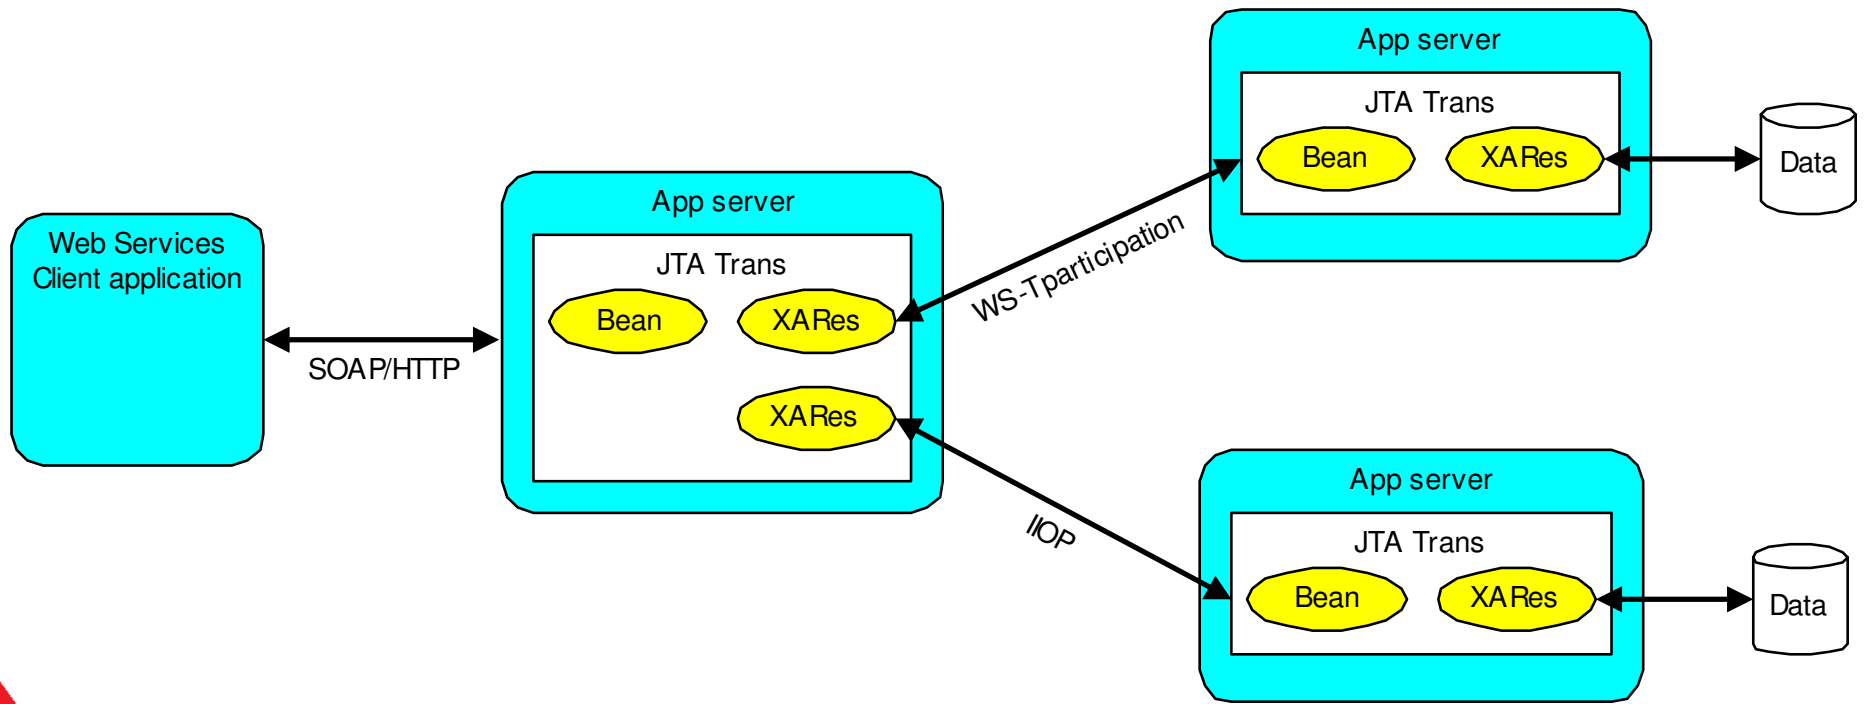 Web Services
Client application
SOAP/HTTP
App server
JTA Trans
Bean
XARes
XARes
WS-Tparticipation
IIOP
App server
JTA Trans
Bean
XARes
Data
App server
JTA Trans
Bean
XARes
Data